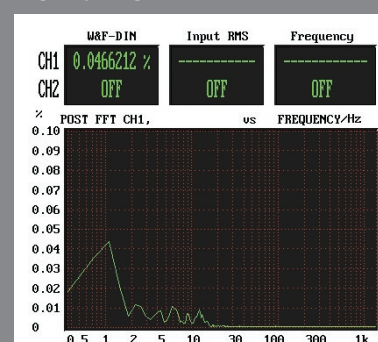 W&F-DIN Input RMS Frequency
CH1 0.0466212 % ------------ ------------
CH2 OFF OFF OFF
% POST FFT CH1, vs FREQUENCY/Hz
0.10
0.09
0.08
0.07
0.06
0.05
0.04
0.03
0.02
0.01
0
0.5 1 2 5 10 30 100 300 1k